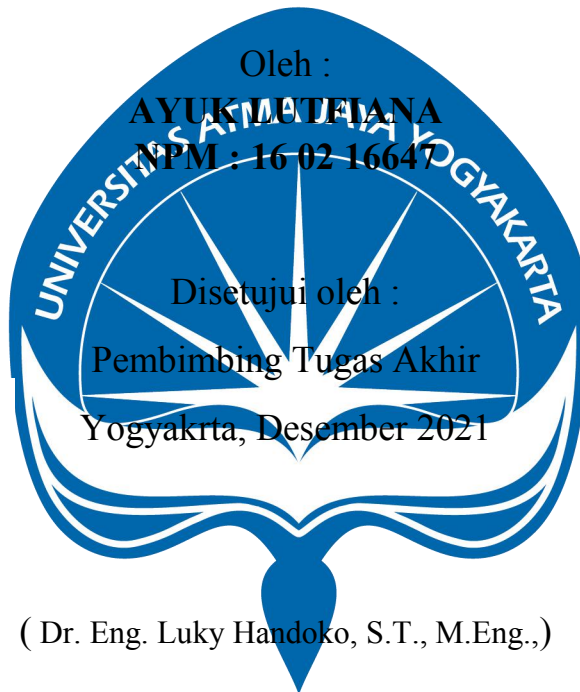 Oleh :
AYUK LUTFIANA
UNIVERSITAS ATMA JAYA YOGYAKARTA
NPM : 16 02 16647
Disetujui oleh :
Pembimbing Tugas Akhir
Yogyakrta, Desember 2021
( Dr. Eng. Luky Handoko, S.T., M.Eng.,)